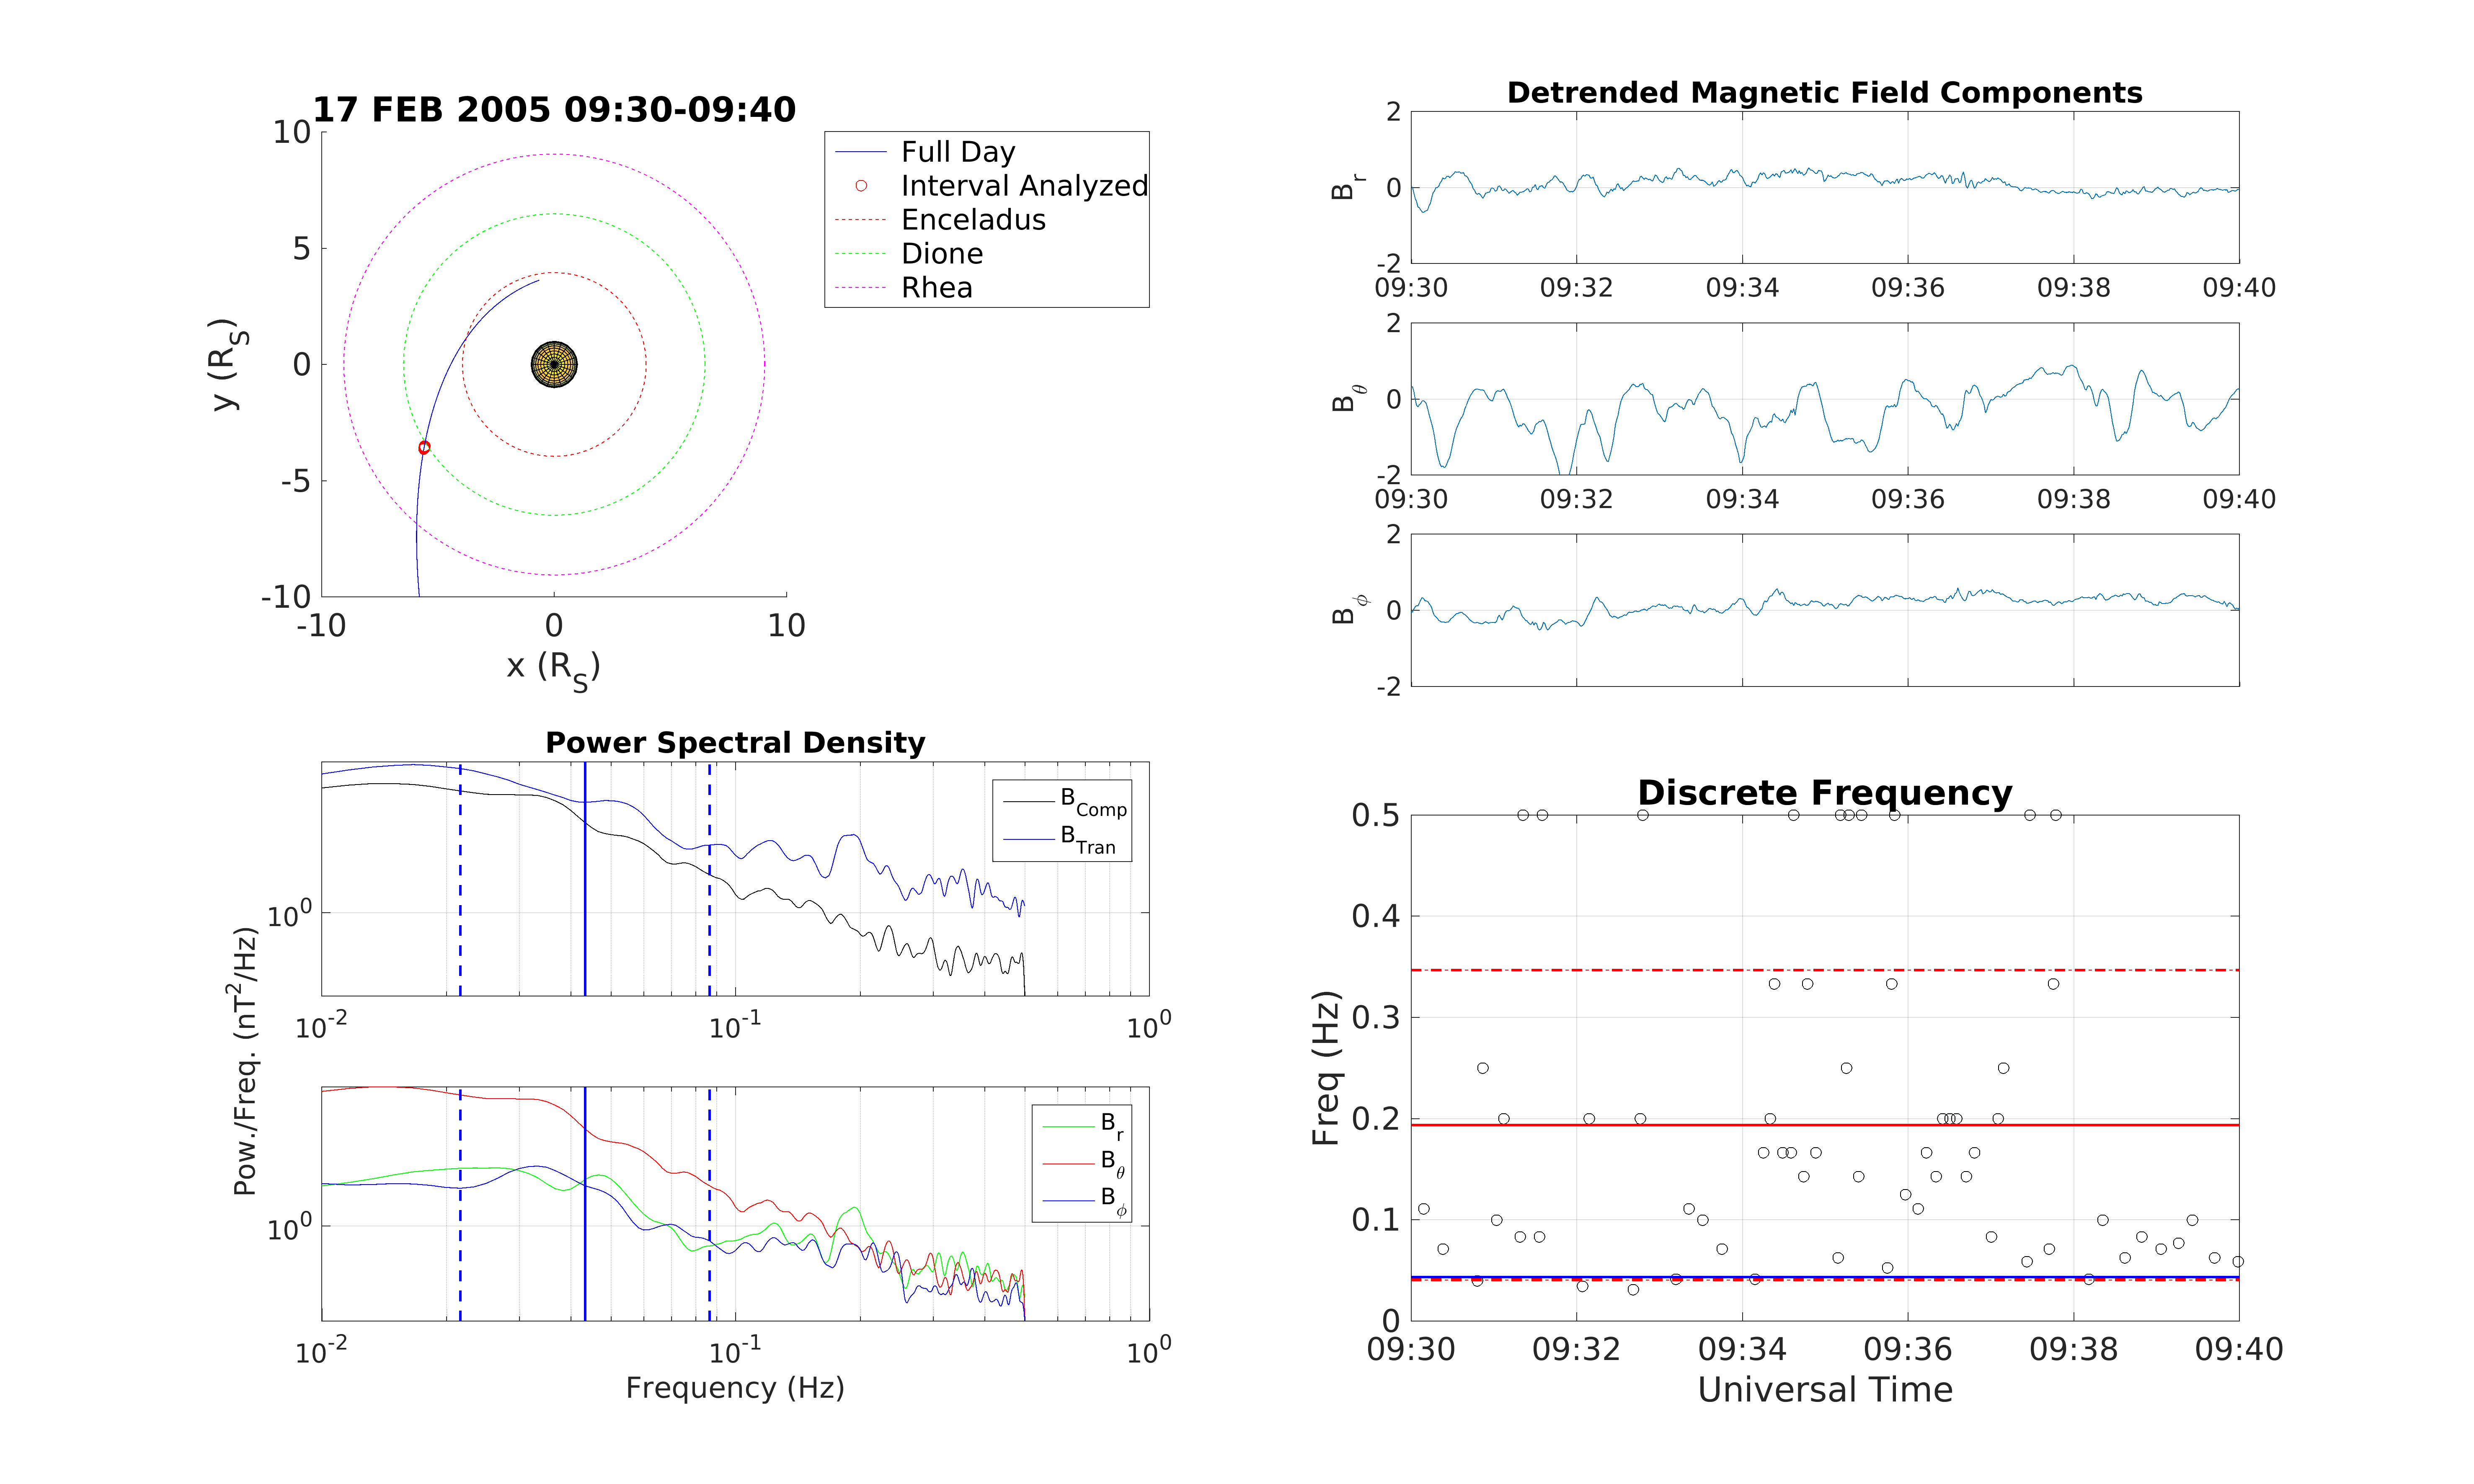 17 FEB 2005 09:30-09:40
10
5
0
-5
-10
-10 0 10
y (R_S)
x (R_S)
Full Day
Interval Analyzed
Enceladus
Dione
Rhea
Detrended Magnetic Field Components
2
0
-2
B_r
09:30 09:32 09:34 09:36 09:38 09:40
2
0
-2
B_θ
09:30 09:32 09:34 09:36 09:38 09:40
2
0
-2
B_ϕ
Power Spectral Density
B_Comp
B_Tran
10^0
10^-2 10^-1 10^0
Pow./Freq. (nT^2/Hz)
B_r
B_θ
B_ϕ
10^0
10^-2 10^-1 10^0
Frequency (Hz)
Discrete Frequency
0.5
0.4
0.3
0.2
0.1
0
Freq (Hz)
09:30 09:32 09:34 09:36 09:38 09:40
Universal Time